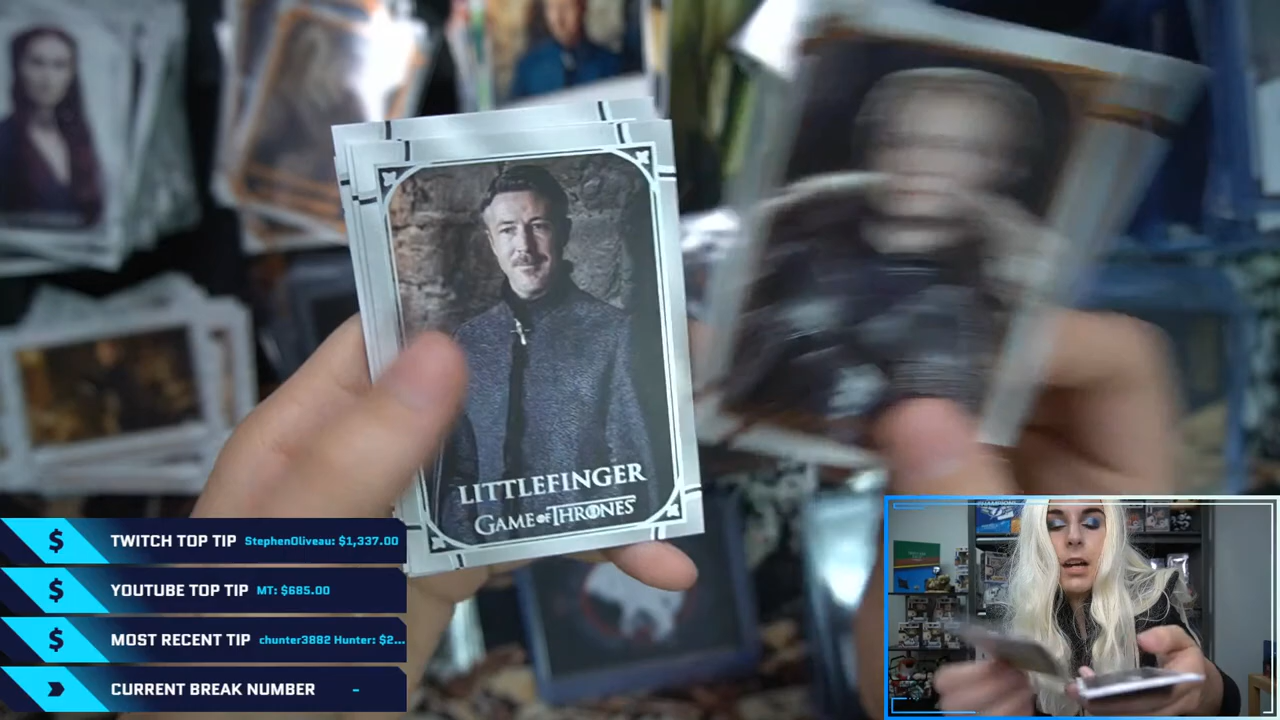 LITTLEFINGER
GAME OF THRONES
$ TWITCH TOP TIP StephenOliveau: $1,337.00
$ YOUTUBE TOP TIP MT: $685.00
$ MOST RECENT TIP chunter3882 Hunter: $2...
CURRENT BREAK NUMBER -